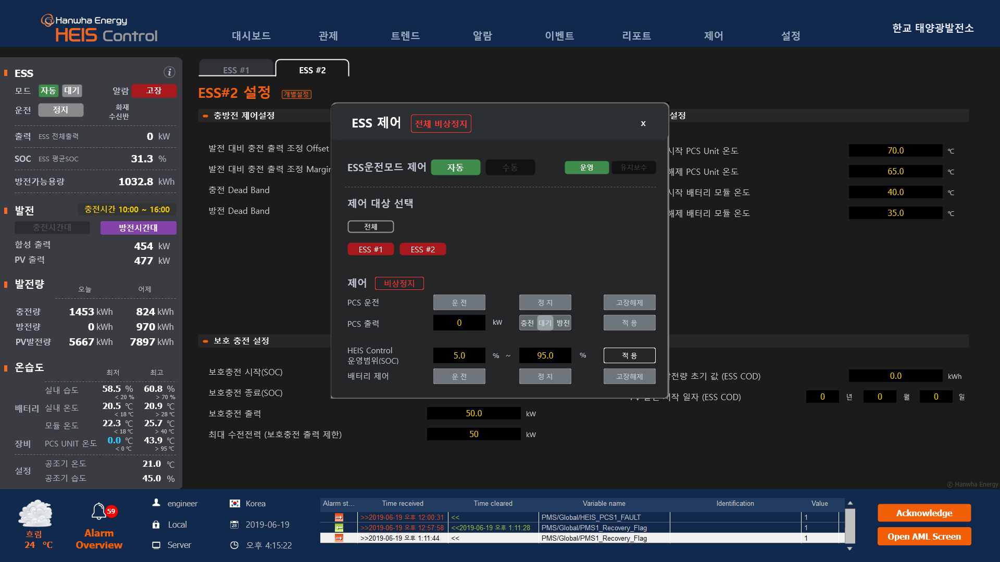 Hanwha Energy
HEIS Control
대시보드 관제 트렌드 알람 이벤트 리포트 제어 설정
한교 태양광발전소
ESS i
모드 자동 대기 알람 고장
운전 정지 화재
수신반
출력 ESS 전체출력 0 kW
SOC ESS 평균SOC 31.3 %
방전가능용량 1032.8 kWh
발전 충전시간 10:00 ~ 16:00
충전시간대 방전시간대
합성 출력 454 kW
PV 출력 477 kW
발전량 오늘 어제
충전량 1453 kWh 824 kWh
방전량 0 kWh 970 kWh
PV발전량 5667 kWh 7897 kWh
온습도 최저 최고
실내 습도 58.5 % 60.8 %
< 20 % > 70 %
배터리 실내 온도 20.5 ℃ 20.9 ℃
< 18 ℃ > 28 ℃
모듈 온도 22.3 ℃ 25.7 ℃
< 18 ℃ > 40 ℃
장비 PCS UNIT 온도 0.0 ℃ 43.9 ℃
< 0 ℃ > 95 ℃
설정 공조기 온도 21.0 ℃
공조기 습도 45.0 %
ESS #1 ESS #2
ESS#2 설정 개별설정
충방전 제어설정
발전 대비 충전 출력 조정 Offset
발전 대비 충전 출력 조정 Margin
충전 Dead Band
방전 Dead Band
보호 충전 설정
보호충전 시작(SOC)
보호충전 종료(SOC)
보호충전 출력 50.0 kW
최대 수전전력 (보호충전 출력 제한) 50 kW
ESS 제어 전체 비상정지 x
ESS운전모드 제어 자동 수동 운영 유지보수
제어 대상 선택
전체
ESS #1 ESS #2
제어 비상정지
PCS 운전 운 전 정 지 고장해제
PCS 출력 0 kW 충전 대기 방전 적 용
HEIS Control
운영범위(SOC) 5.0 % ~ 95.0 % 적 용
배터리 제어 운 전 정 지 고장해제
설정
시작 PCS Unit 온도 70.0 ℃
해제 PCS Unit 온도 65.0 ℃
시작 배터리 모듈 온도 40.0 ℃
해제 배터리 모듈 온도 35.0 ℃
발전량 초기 값 (ESS COD) 0.0 kWh
시작 일자 (ESS COD) 0 년 0 월 0 일
© Hanwha Energy
흐림
24 ℃
59
Alarm
Overview
engineer
Local
Server
Korea
28 2019-06-19
오후 4:15:22
Alarm st... Time received Time cleared Variable name Identification Value
>>2019-06-19 오후 12:00:31 << PMS/Global/HEIS_PCS1_FAULT 1
>>2019-06-19 오후 12:57:58 <<2019-06-19 오후 1:11:28 PMS/Global/PMS1_Recovery_Flag 1
>>2019-06-19 오후 1:11:44 << PMS/Global/PMS1_Recovery_Flag 1
Acknowledge
Open AML Screen